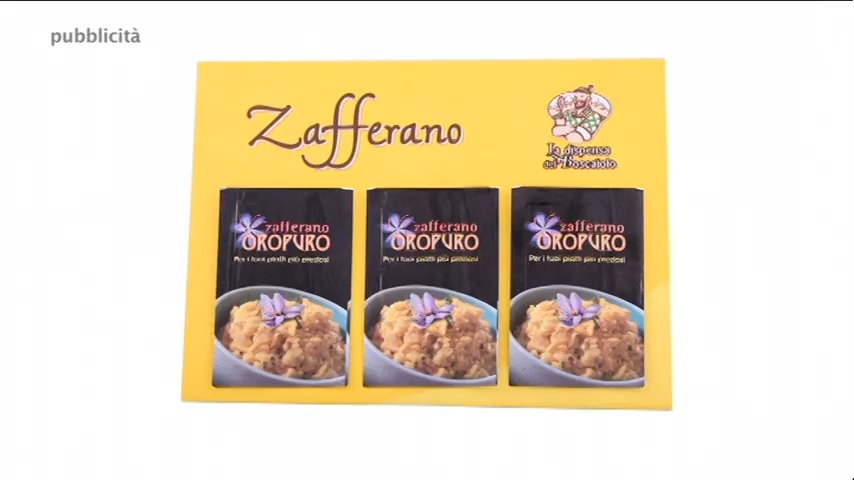 pubblicità
Zafferano
La dispensa
del Boscaiolo
zafferano
OROPURO
Per i tuoi piatti più preziosi
zafferano
OROPURO
Per i tuoi piatti più preziosi
zafferano
OROPURO
Per i tuoi piatti più preziosi